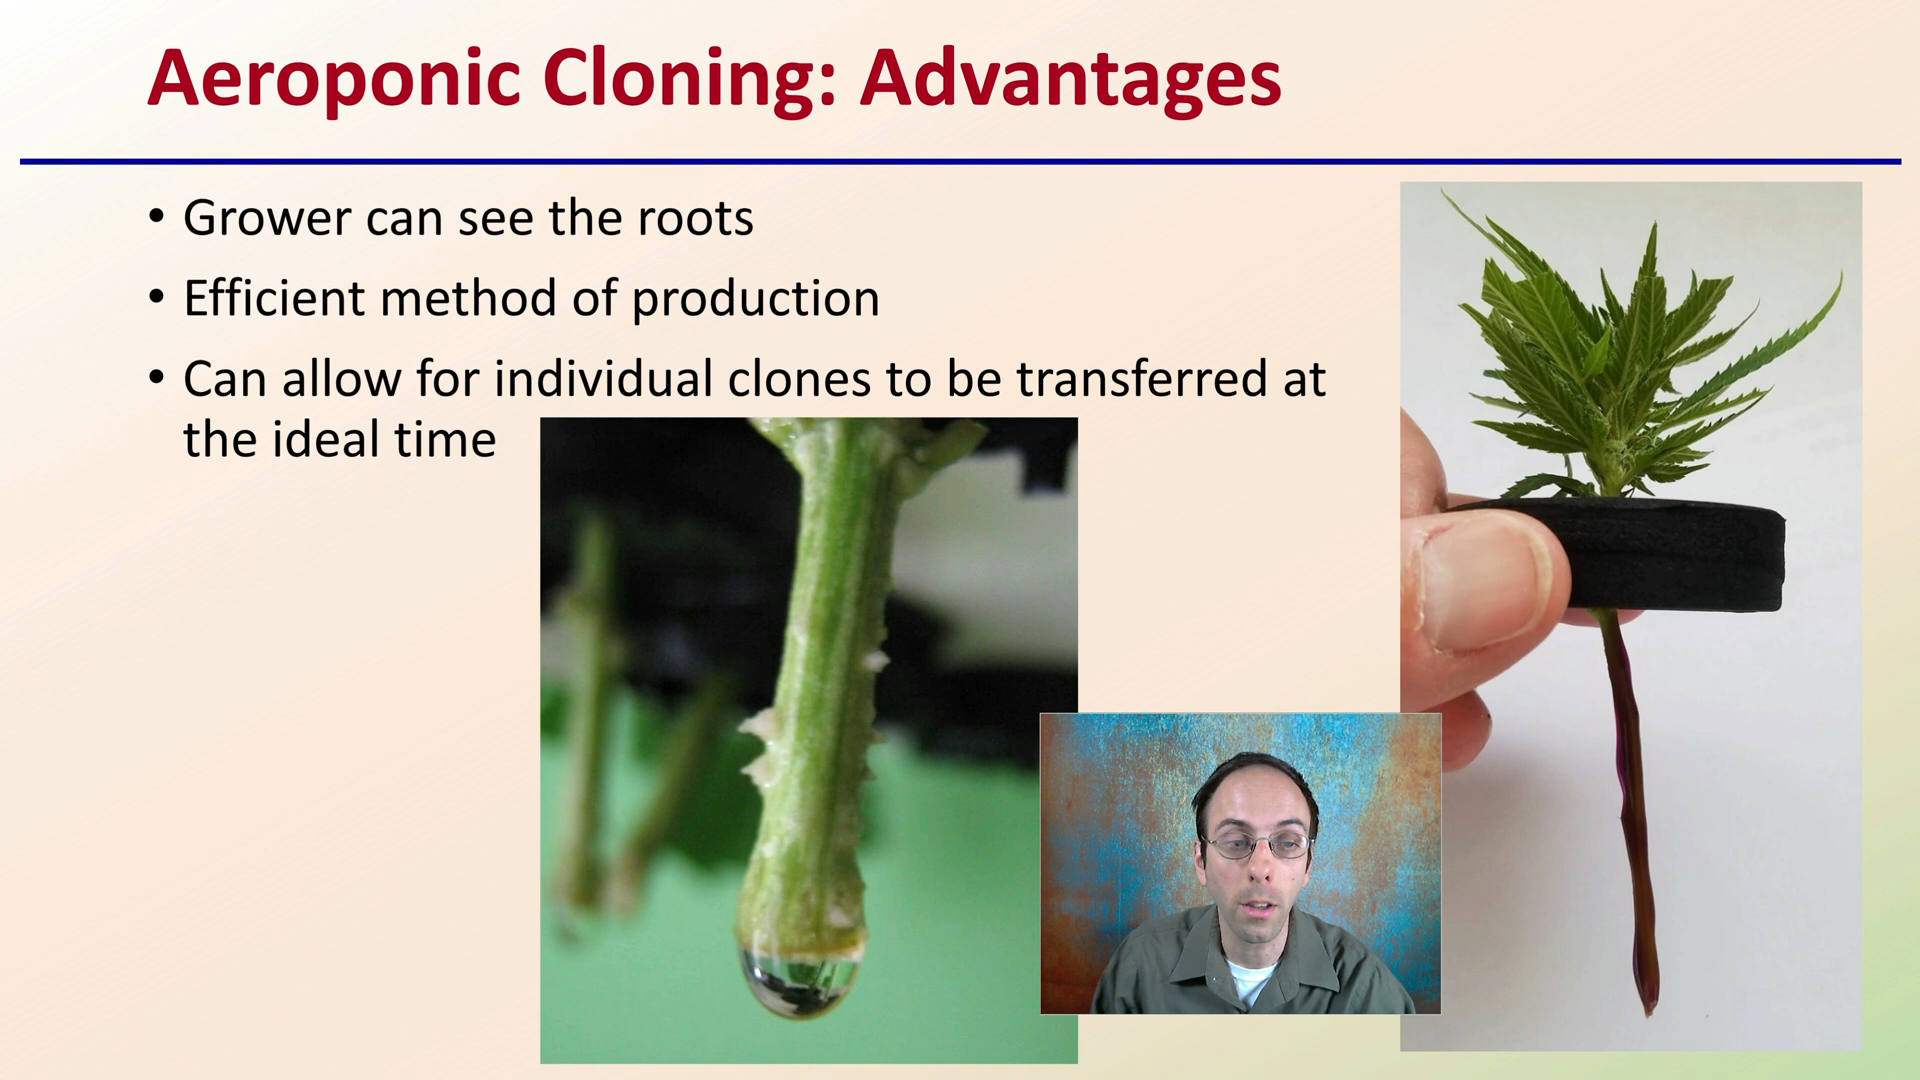 Aeroponic Cloning: Advantages
• Grower can see the roots
• Efficient method of production
• Can allow for individual clones to be transferred at
the ideal time